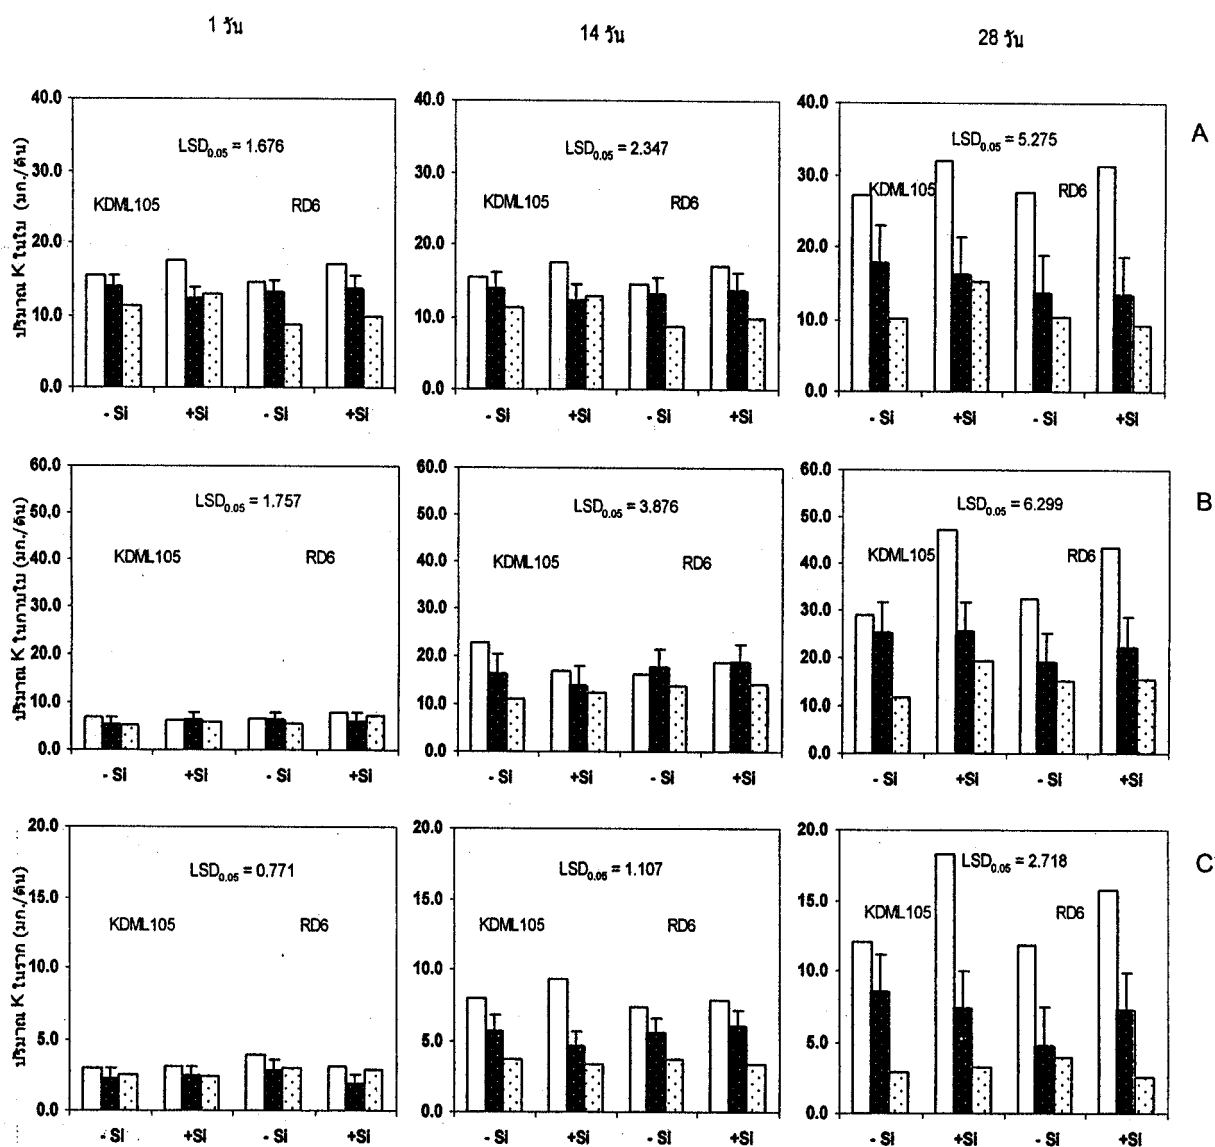 1 วัน 14 วัน 28 วัน
A
ปริมาณ K ในใบ (มก./ต้น)
40.0
30.0
20.0
10.0
0.0
LSD0.05 = 1.676
KDML105 RD6
- Si +Si - Si +Si
40.0
30.0
20.0
10.0
0.0
LSD0.05 = 2.347
KDML105 RD6
- Si +Si - Si +Si
40.0
30.0
20.0
10.0
0.0
LSD0.05 = 5.275
KDML105 RD6
- Si +Si - Si +Si
B
ปริมาณ K ในกาบใบ (มก./ต้น)
60.0
50.0
40.0
30.0
20.0
10.0
0.0
LSD0.05 = 1.757
KDML105 RD6
- Si +Si - Si +Si
60.0
50.0
40.0
30.0
20.0
10.0
0.0
LSD0.05 = 3.876
KDML105 RD6
- Si +Si - Si +Si
60.0
50.0
40.0
30.0
20.0
10.0
0.0
LSD0.05 = 6.299
KDML105 RD6
- Si +Si - Si +Si
C
ปริมาณ K ในราก (มก./ต้น)
20.0
15.0
10.0
5.0
0.0
LSD0.05 = 0.771
KDML105 RD6
- Si +Si - Si +Si
20.0
15.0
10.0
5.0
0.0
LSD0.05 = 1.107
KDML105 RD6
- Si +Si - Si +Si
20.0
15.0
10.0
5.0
0.0
LSD0.05 = 2.718
KDML105 RD6
- Si +Si - Si +Si